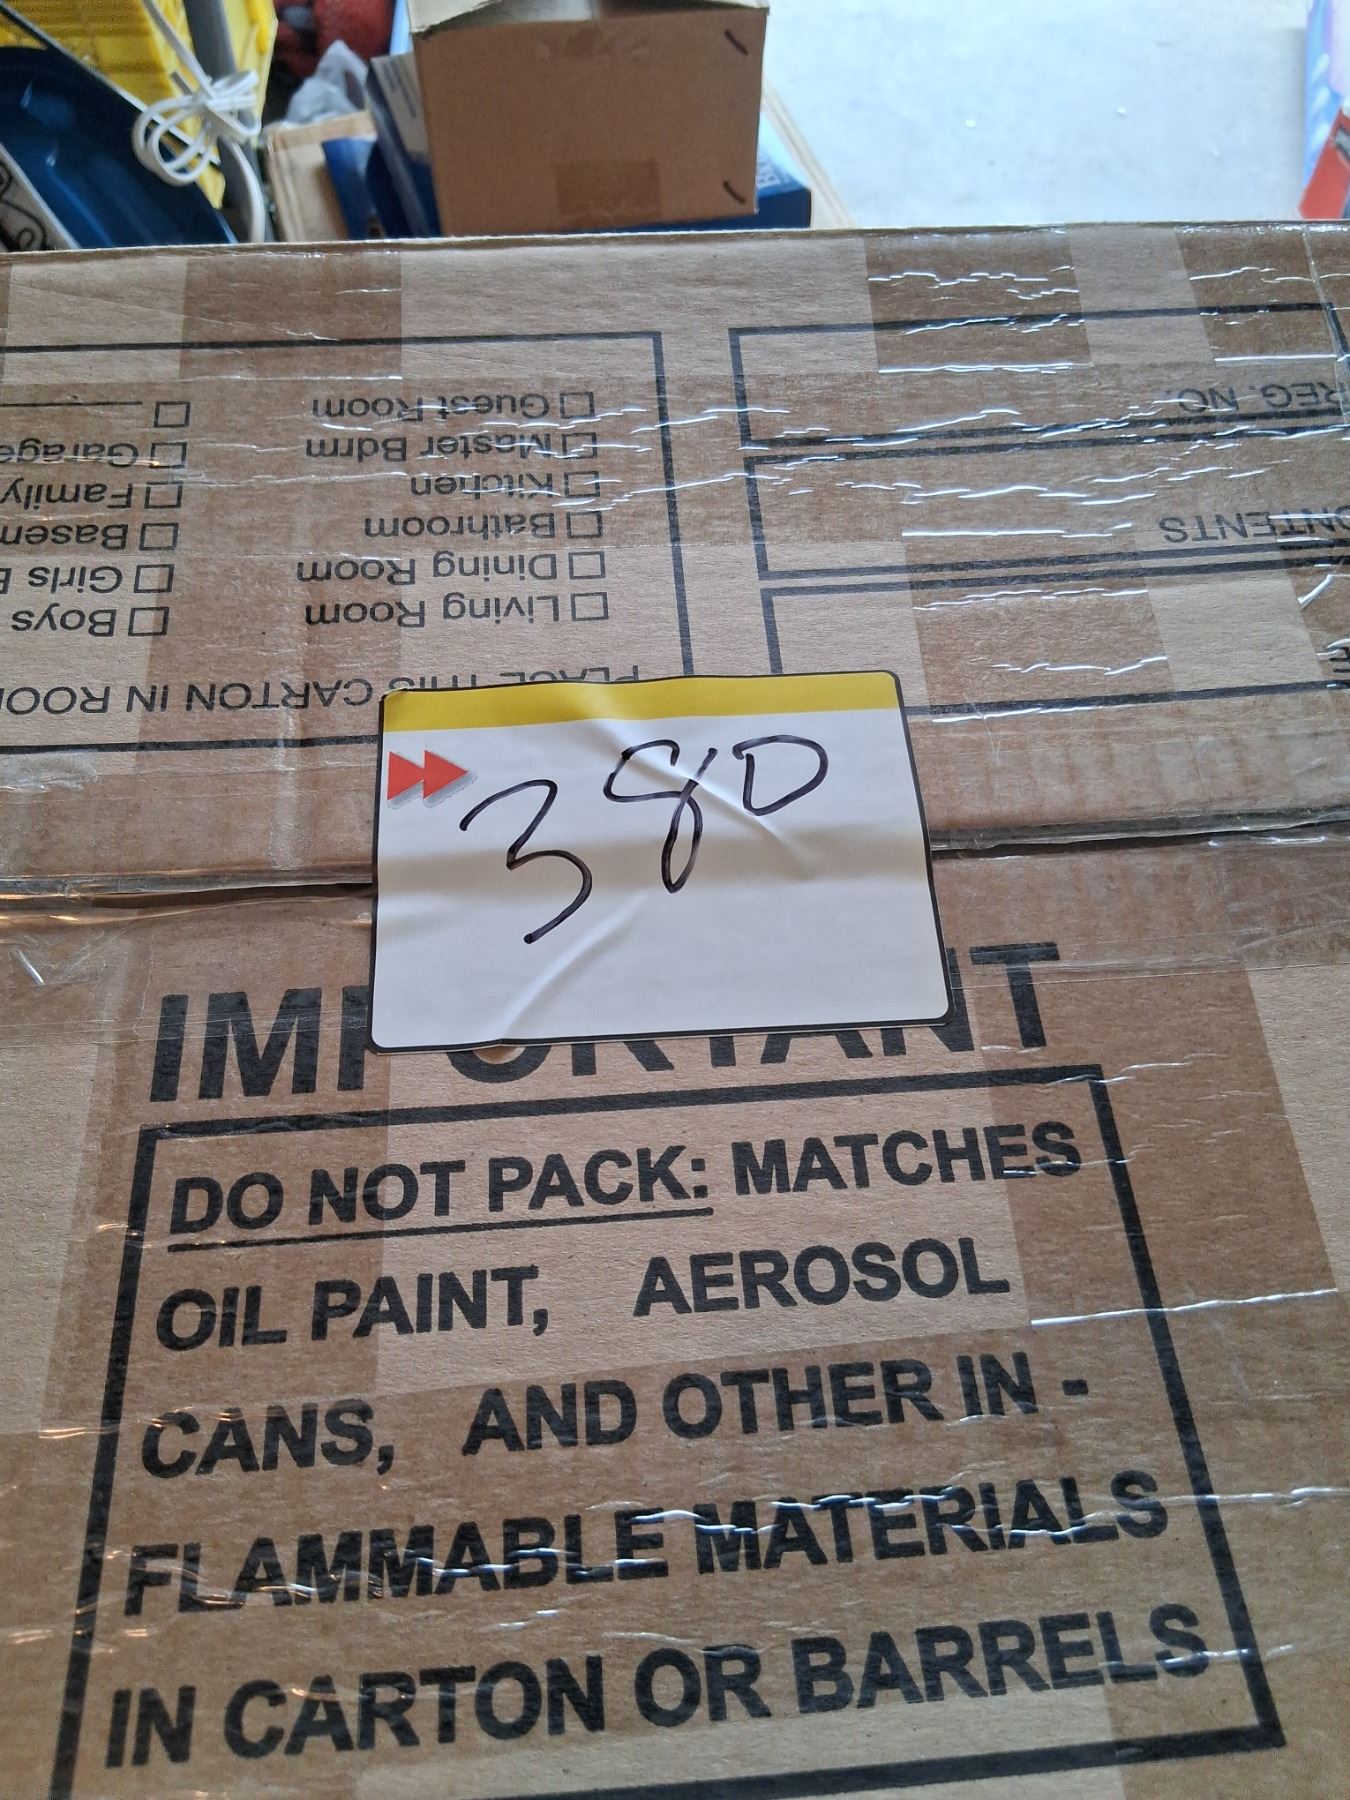 REG. NO.
CONTENTS
PLACE THIS CARTON IN
Living Room
Dining Room
Bathroom
Kitchen
Master Bdrm
Guest Room
Boys
Girls
Family
Garage
380
IMPORTANT
DO NOT PACK: MATCHES
OIL PAINT, AEROSOL
CANS, AND OTHER IN -
FLAMMABLE MATERIALS
IN CARTON OR BARRELS